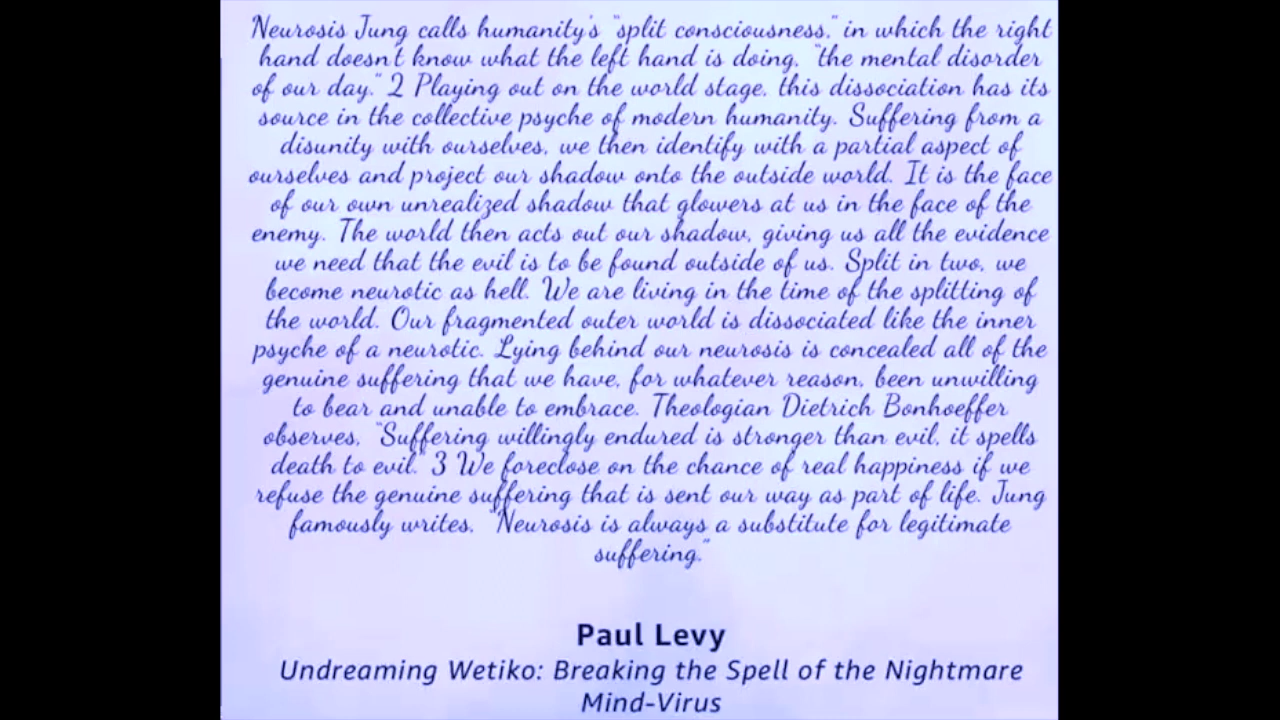 Neurosis Jung calls humanity's "split consciousness," in which the right
hand doesn't know what the left hand is doing, "the mental disorder
of our day." 2 Playing out on the world stage, this dissociation has its
source in the collective psyche of modern humanity. Suffering from a
disunity with ourselves, we then identify with a partial aspect of
ourselves and project our shadow onto the outside world. It is the face
of our own unrealized shadow that glowers at us in the face of the
enemy. The world then acts out our shadow, giving us all the evidence
we need that the evil is to be found outside of us. Split in two, we
become neurotic as hell. We are living in the time of the splitting of
the world. Our fragmented outer world is dissociated like the inner
psyche of a neurotic. Lying behind our neurosis is concealed all of the
genuine suffering that we have, for whatever reason, been unwilling
to bear and unable to embrace. Theologian Dietrich Bonhoeffer
observes, "Suffering willingly endured is stronger than evil, it spells
death to evil." 3 We foreclose on the chance of real happiness if we
refuse the genuine suffering that is sent our way as part of life. Jung
famously writes, "Neurosis is always a substitute for legitimate
suffering."
Paul Levy
Undreaming Wetiko: Breaking the Spell of the Nightmare
Mind-Virus